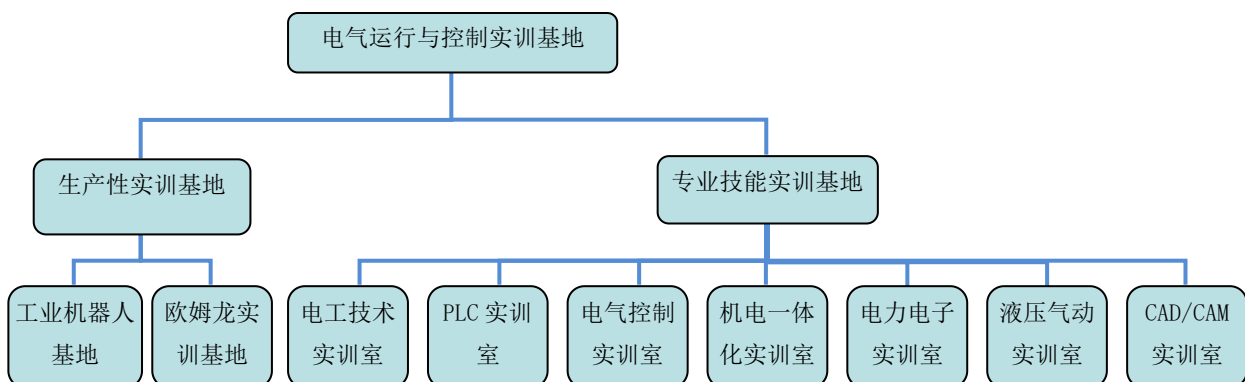 电气运行与控制实训基地
生产性实训基地
专业技能实训基地
工业机器人
基地
欧姆龙实
训基地
电工技术
实训室
PLC 实训
室
电气控制
实训室
机电一体
化实训室
电力电子
实训室
液压气动
实训室
CAD/CAM
实训室